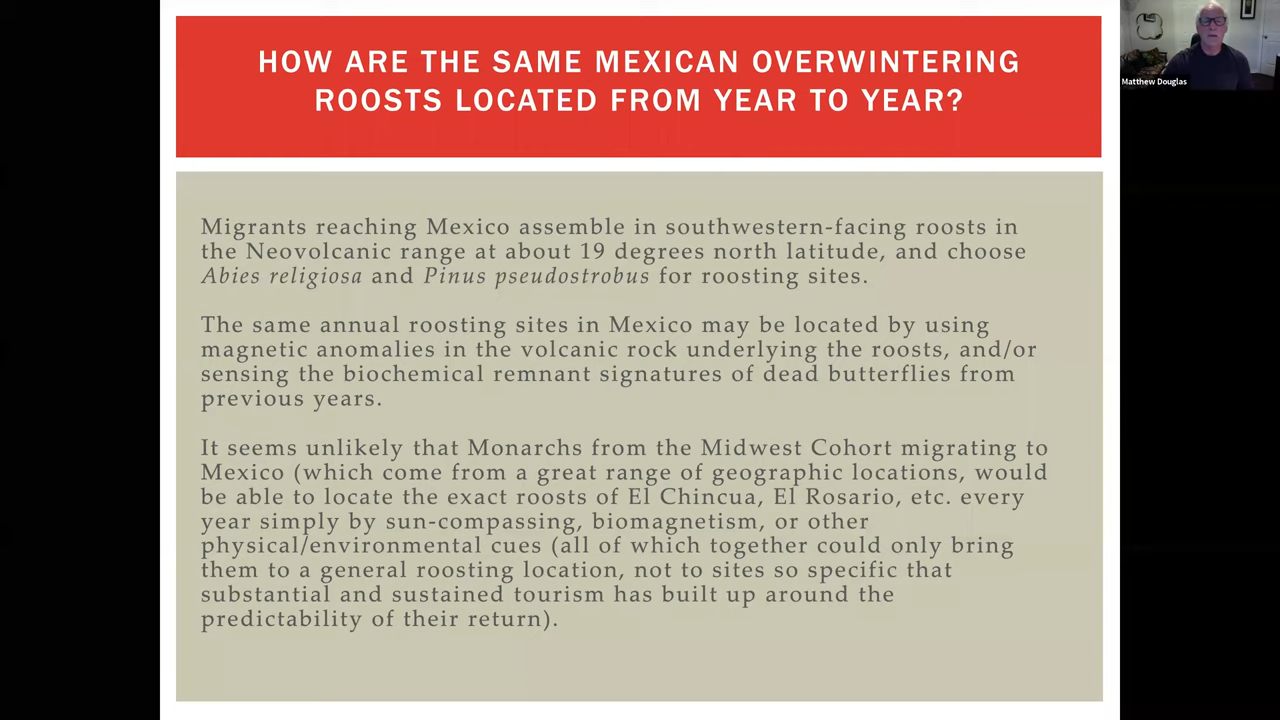 HOW ARE THE SAME MEXICAN OVERWINTERING
ROOSTS LOCATED FROM YEAR TO YEAR?
Matthew Douglas
Migrants reaching Mexico assemble in southwestern-facing roosts in
the Neovolcanic range at about 19 degrees north latitude, and choose
Abies religiosa and Pinus pseudostrobus for roosting sites.
The same annual roosting sites in Mexico may be located by using
magnetic anomalies in the volcanic rock underlying the roosts, and/or
sensing the biochemical remnant signatures of dead butterflies from
previous years.
It seems unlikely that Monarchs from the Midwest Cohort migrating to
Mexico (which come from a great range of geographic locations, would
be able to locate the exact roosts of El Chincua, El Rosario, etc. every
year simply by sun-compassing, biomagnetism, or other
physical/environmental cues (all of which together could only bring
them to a general roosting location, not to sites so specific that
substantial and sustained tourism has built up around the
predictability of their return).